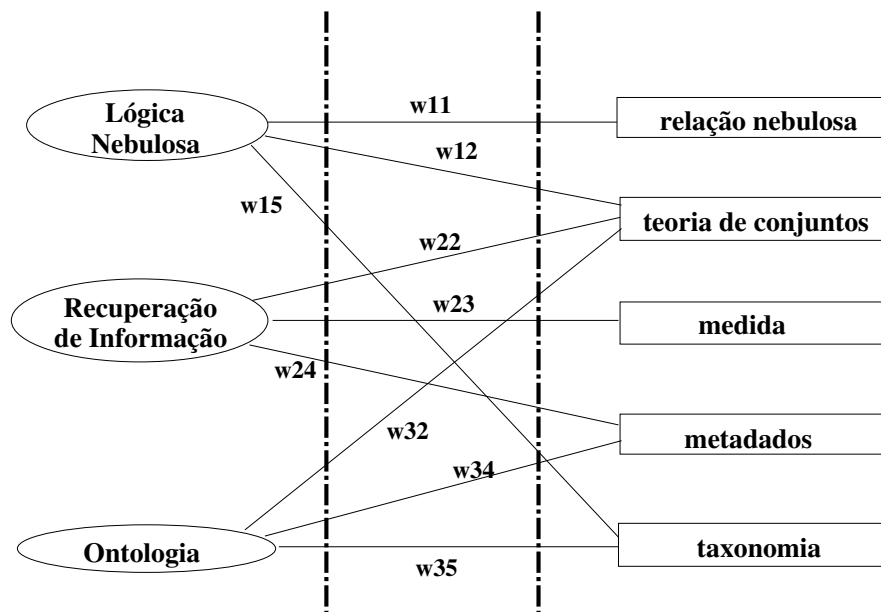 Lógica
Nebulosa
w11
relação nebulosa
w12
w15
teoria de conjuntos
w22
Recuperação
de Informação
w23
medida
w24
w32
metadados
w34
Ontologia
w35
taxonomia